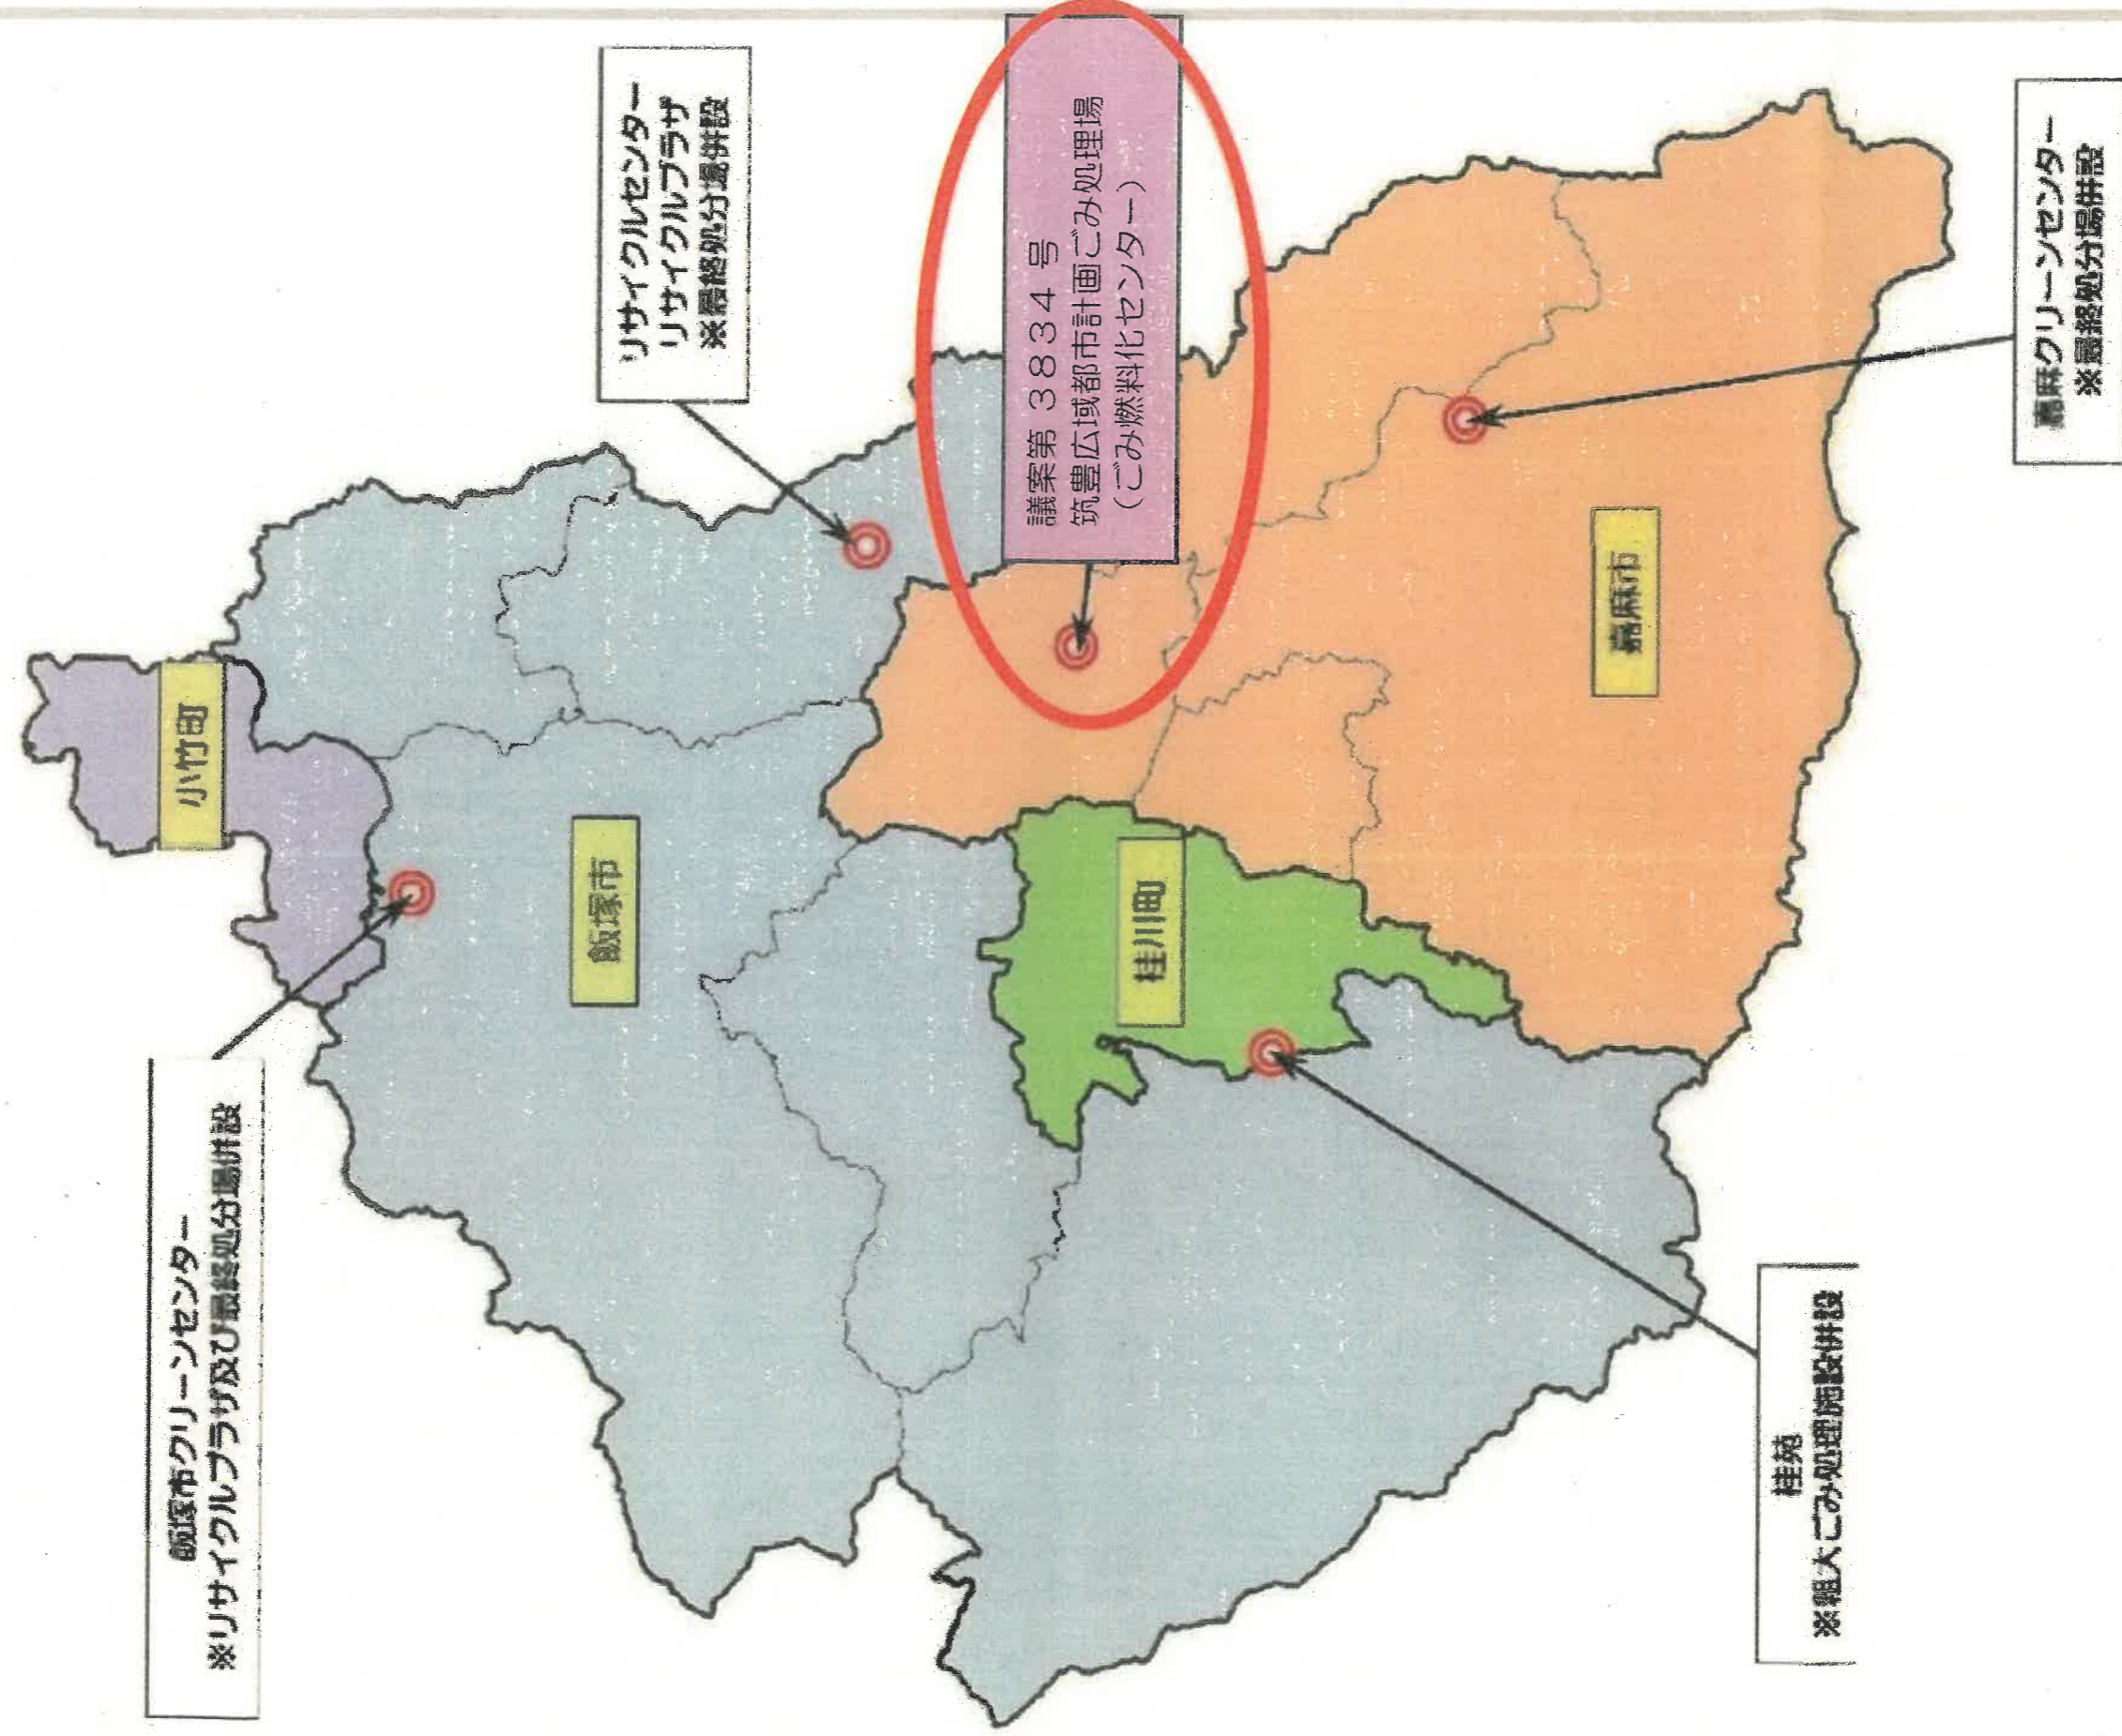 小竹町
飯塚市クリーンセンター
※リサイクルプラザ及び最終処分場併設
飯塚市
リサイクルセンター
リサイクルプラザ
※最終処分場併設
議案第 3834 号
筑豊広域都市計画ごみ処理場
(ごみ燃料化センター)
桂川町
嘉麻市
桂苑
※粗大ごみ処理施設併設
嘉麻クリーンセンター
※最終処分場併設